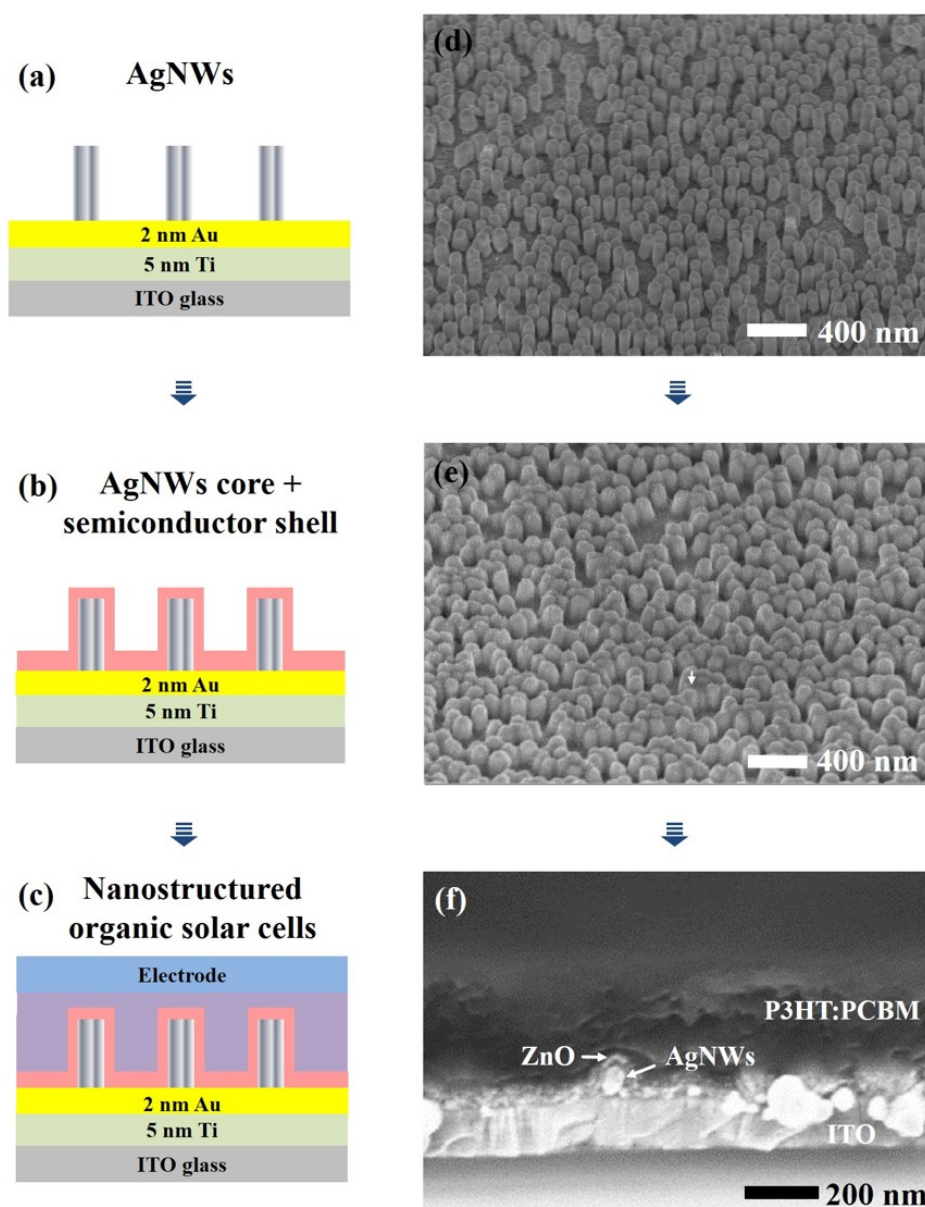 (a) AgNWs
2 nm Au
5 nm Ti
ITO glass
(d)
400 nm
(b) AgNWs core +
semiconductor shell
2 nm Au
5 nm Ti
ITO glass
(e)
400 nm
(c) Nanostructured
organic solar cells
Electrode
2 nm Au
5 nm Ti
ITO glass
(f)
P3HT:PCBM
ZnO
AgNWs
ITO
200 nm